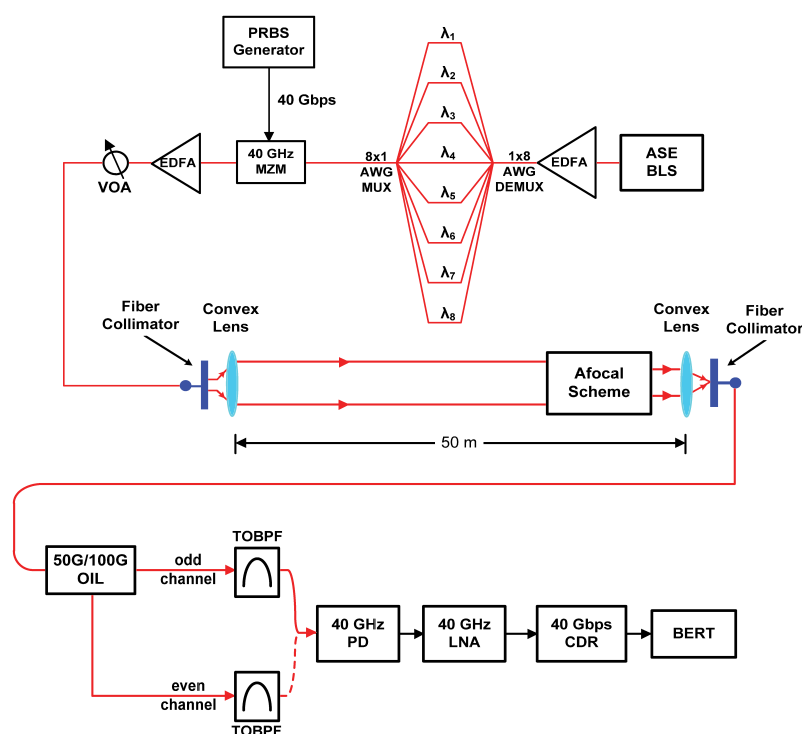 PRBS
Generator
40 Gbps
λ1
λ2
λ3
λ4
λ5
λ6
λ7
λ8
VOA
EDFA
40 GHz
MZM
8x1
AWG
MUX
1x8
AWG
DEMUX
EDFA
ASE
BLS
Fiber
Collimator
Convex
Lens
Afocal
Scheme
Convex
Lens
Fiber
Collimator
50 m
50G/100G
OIL
odd
channel
TOBPF
even
channel
TOBPF
40 GHz
PD
40 GHz
LNA
40 Gbps
CDR
BERT